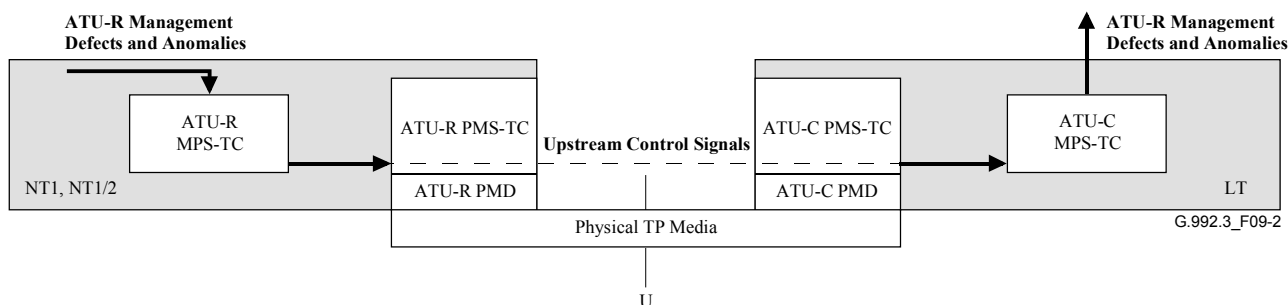 ATU-R Management
Defects and Anomalies
ATU-R Management
Defects and Anomalies
ATU-R
MPS-TC
ATU-R PMS-TC
Upstream Control Signals
ATU-C PMS-TC
ATU-C
MPS-TC
NT1, NT1/2
ATU-R PMD
ATU-C PMD
LT
Physical TP Media
G.992.3_F09-2
U